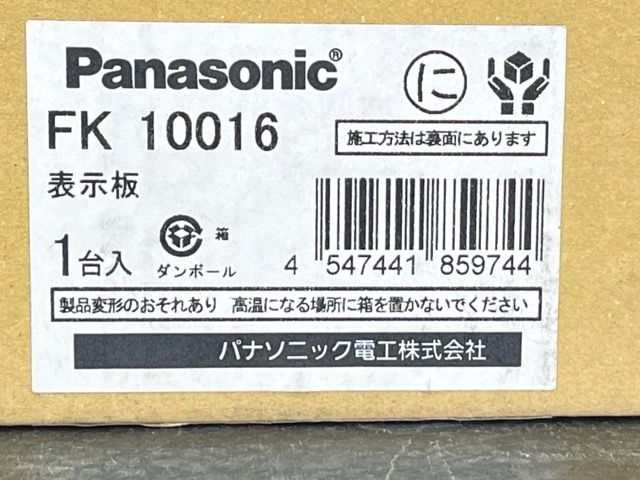 Panasonic®
に
FK 10016
施工方法は裏面にあります
表示板
1台入
箱
ダンボール
4 547441 859744
製品変形のおそれあり 高温になる場所に箱を置かないでください
パナソニック電工株式会社